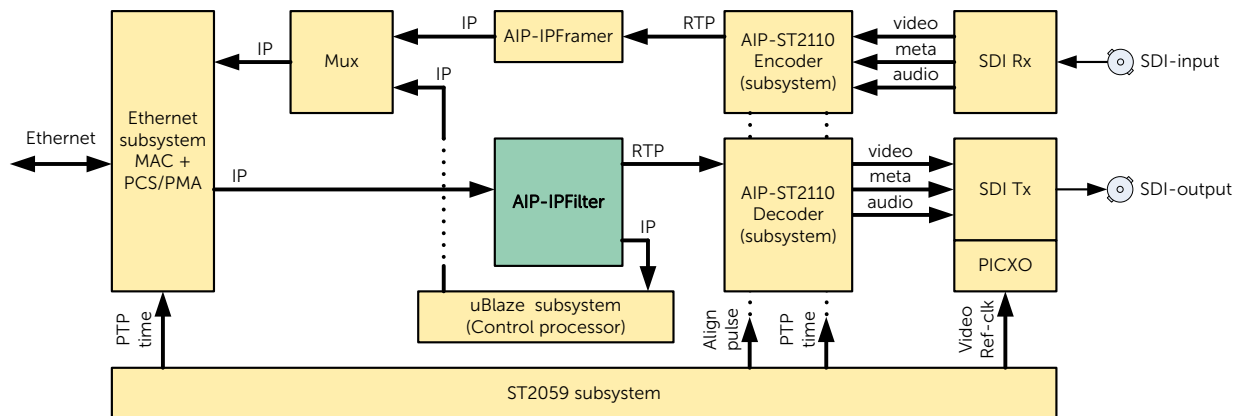 IP
AIP-IPFramer
RTP
AIP-ST2110
Encoder
(subsystem)
video
meta
audio
SDI Rx
SDI-input
IP
Mux
IP
Ethernet
Ethernet
subsystem
MAC +
PCS/PMA
IP
AIP-IPFilter
RTP
IP
AIP-ST2110
Decoder
(subsystem)
video
meta
audio
SDI Tx
SDI-output
PICXO
uBlaze subsystem
(Control processor)
PTP
time
Align
pulse
PTP
time
Video
Ref-clk
ST2059 subsystem